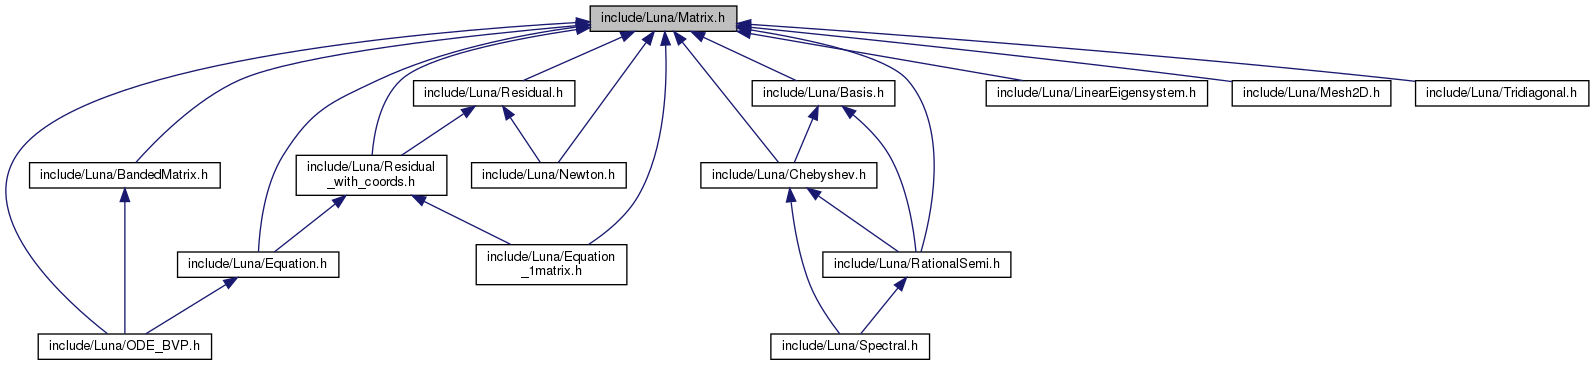 include/Luna/Matrix.h
include/Luna/Residual.h
include/Luna/Basis.h
include/Luna/LinearEigensystem.h
include/Luna/Mesh2D.h
include/Luna/Tridiagonal.h
include/Luna/BandedMatrix.h
include/Luna/Residual
_with_coords.h
include/Luna/Newton.h
include/Luna/Chebyshev.h
include/Luna/Equation.h
include/Luna/Equation
_1matrix.h
include/Luna/RationalSemi.h
include/Luna/ODE_BVP.h
include/Luna/Spectral.h